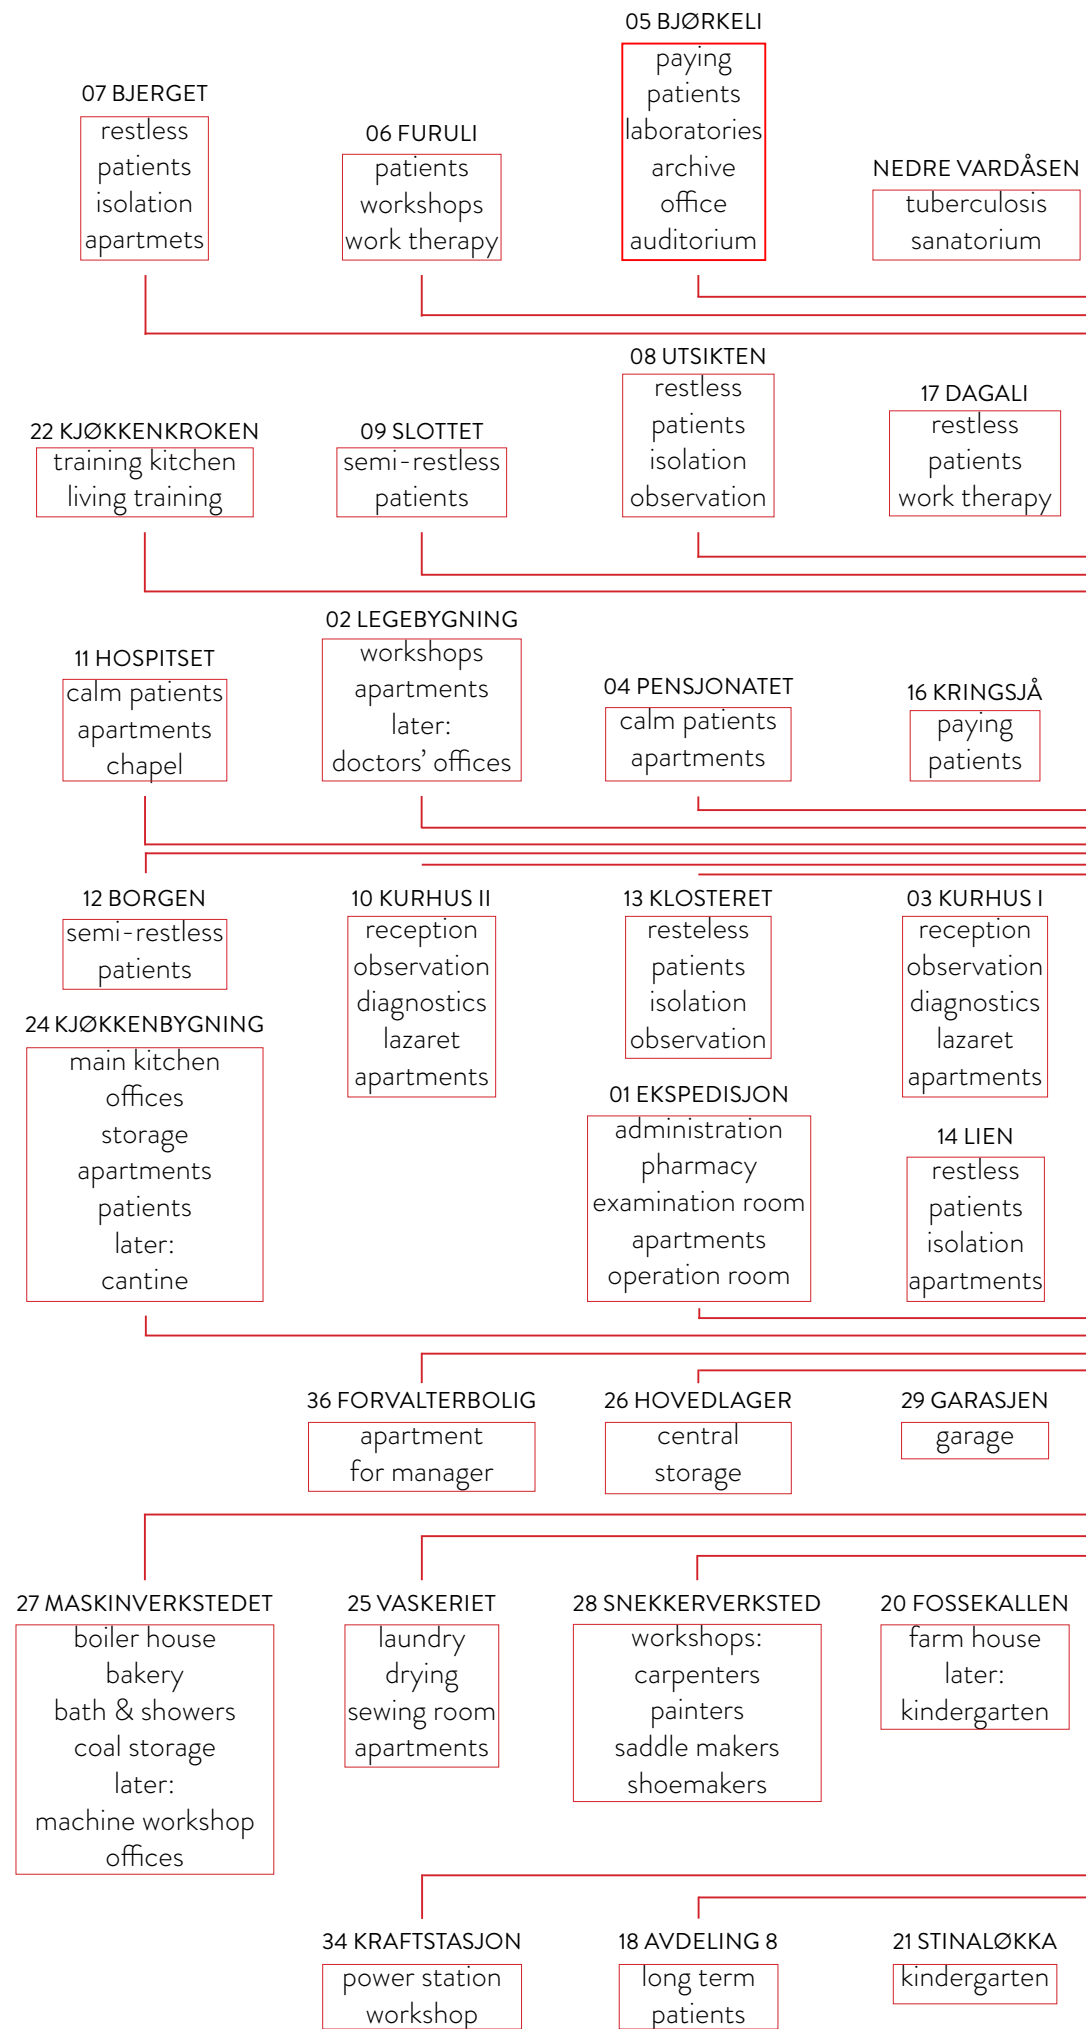 05 BJØRKELI
paying
patients
laboratories
archive
office
auditorium
07 BJERGET
restless
patients
isolation
apartmets
06 FURULI
patients
workshops
work therapy
NEDRE VARDÅSEN
tuberculosis
sanatorium
22 KJØKKENKROKEN
training kitchen
living training
09 SLOTTET
semi-restless
patients
08 UTSIKTEN
restless
patients
isolation
observation
17 DAGALI
restless
patients
work therapy
11 HOSPITSET
calm patients
apartments
chapel
02 LEGEBYGNING
workshops
apartments
later:
doctors' offices
04 PENSJONATET
calm patients
apartments
16 KRINGSJÅ
paying
patients
12 BORGEN
semi-restless
patients
10 KURHUS II
reception
observation
diagnostics
lazaret
apartments
13 KLOSTERET
resteless
patients
isolation
observation
03 KURHUS I
reception
observation
diagnostics
lazaret
apartments
24 KJØKKENBYGNING
main kitchen
offices
storage
apartments
patients
later:
cantine
01 EKSPEDISJON
administration
pharmacy
examination room
apartments
operation room
14 LIEN
restless
patients
isolation
apartments
36 FORVALTERBOLIG
apartment
for manager
26 HOVEDLAGER
central
storage
29 GARASJEN
garage
27 MASKINVERKSTEDET
boiler house
bakery
bath & showers
coal storage
later:
machine workshop
offices
25 VASKERIET
laundry
drying
sewing room
apartments
28 SNEKKERVERKSTED
workshops:
carpenters
painters
saddle makers
shoemakers
20 FOSSEKALLEN
farm house
later:
kindergarten
34 KRAFTSTASJON
power station
workshop
18 AVDELING 8
long term
patients
21 STINALØKKA
kindergarten